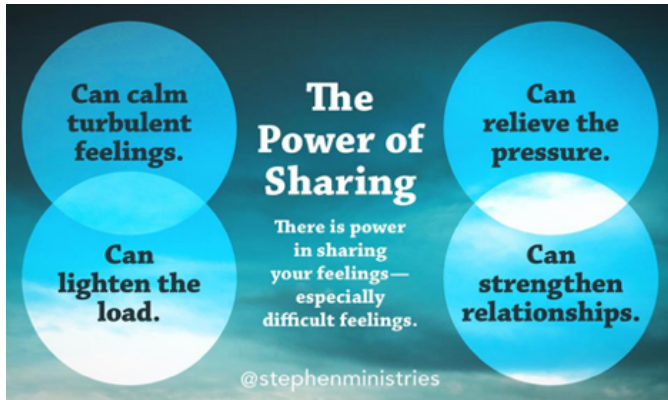 Can calm
turbulent
feelings.
Can
lighten the
load.
The
Power of
Sharing
There is power
in sharing
your feelings—
especially
difficult feelings.
Can
relieve the
pressure.
Can
strengthen
relationships.
@stephenministries